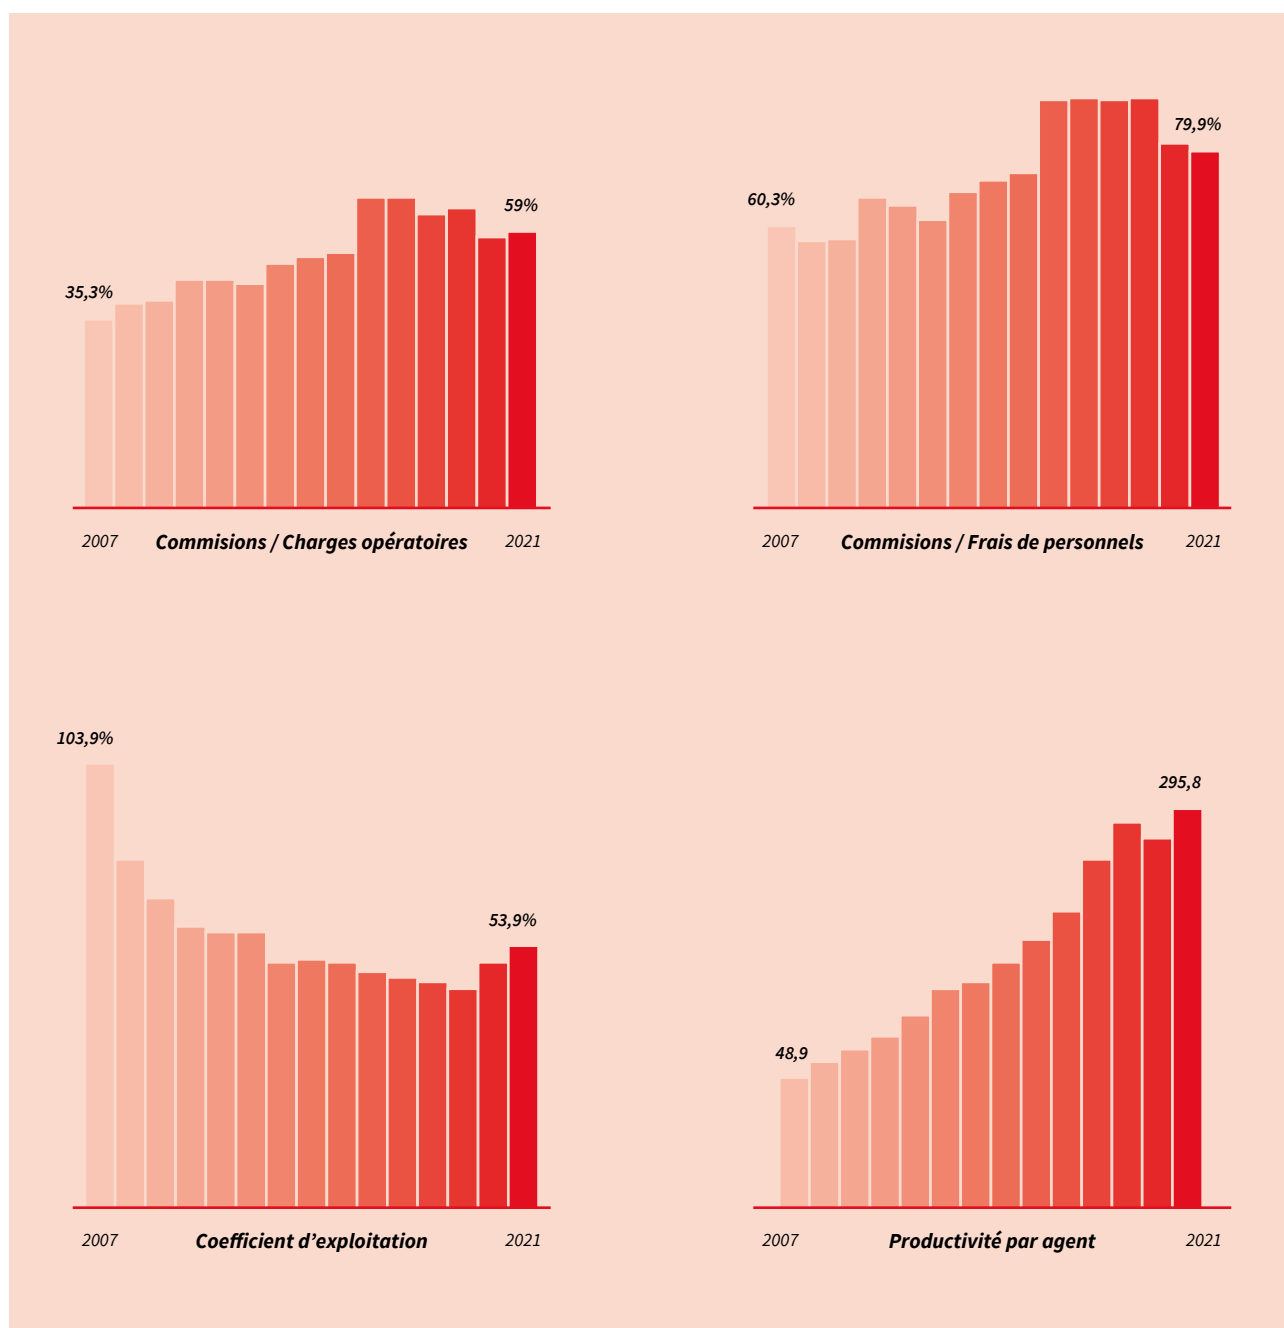 79,9%
60,3%
59%
35,3%
2007 Commisions / Charges opératoires 2021
2007 Commisions / Frais de personnels 2021
103,9%
295,8
53,9%
48,9
2007 Coefficient d’exploitation 2021
2007 Productivité par agent 2021